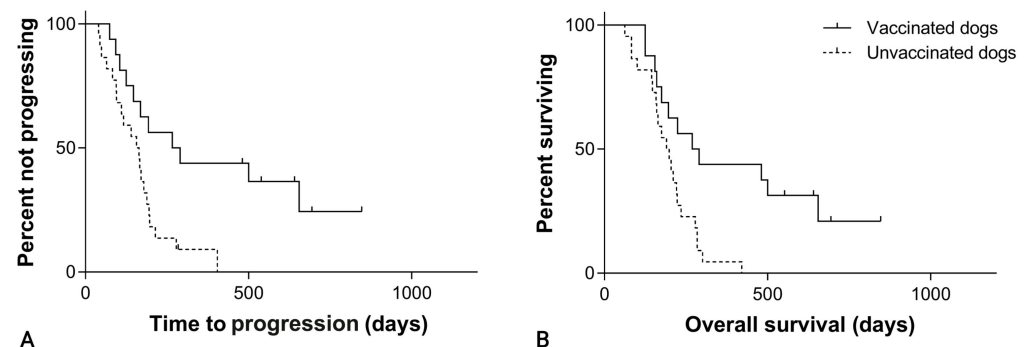 Percent not progressing
100
50
0
0
500
1000
Time to progression (days)
A
Percent surviving
100
50
0
0
500
1000
Overall survival (days)
B
Vaccinated dogs
Unvaccinated dogs